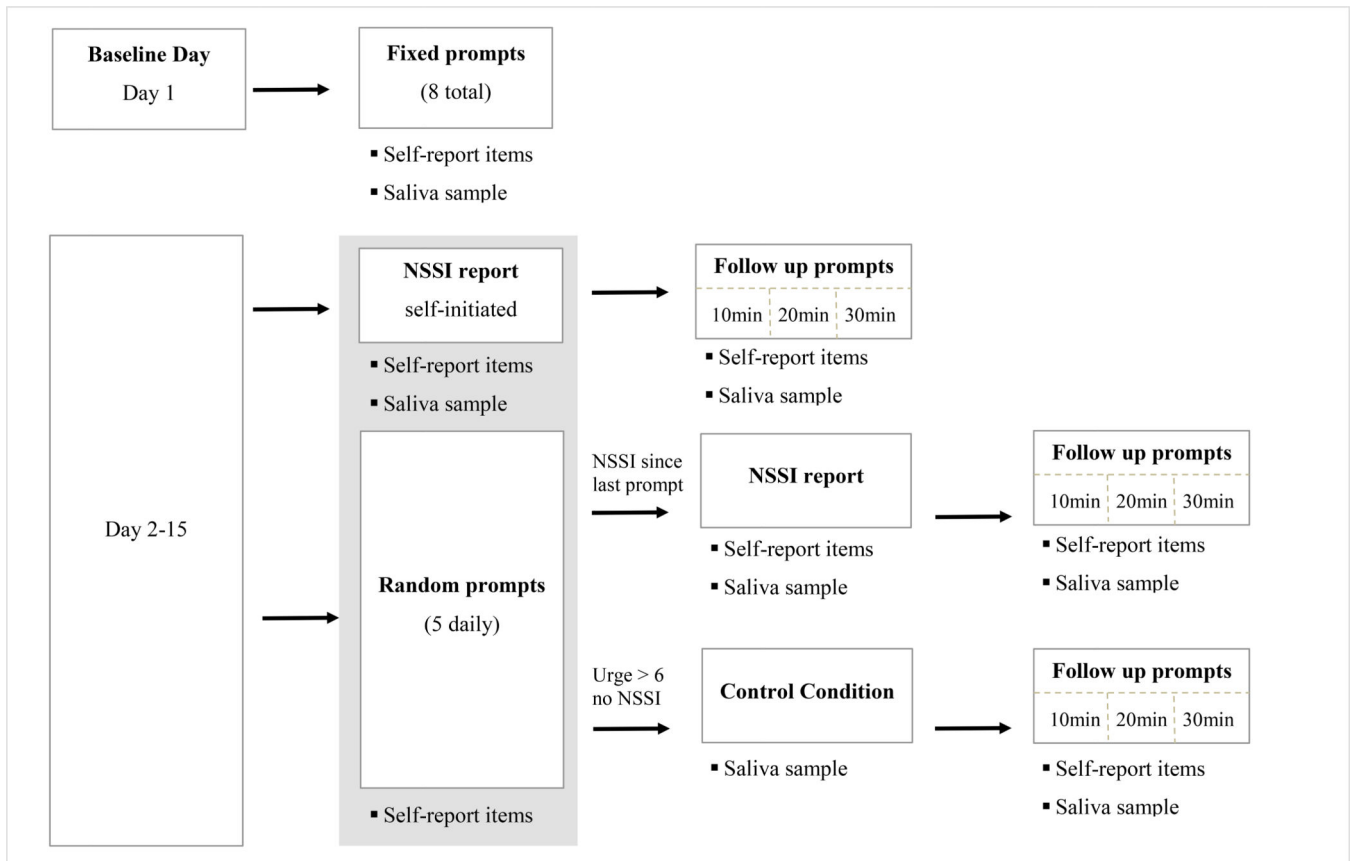 Baseline Day
Day 1
Fixed prompts
(8 total)
▪ Self-report items
▪ Saliva sample
Day 2-15
NSSI report
self-initiated
▪ Self-report items
▪ Saliva sample
Follow up prompts
10min 20min 30min
▪ Self-report items
▪ Saliva sample
Random prompts
(5 daily)
▪ Self-report items
NSSI since
last prompt
NSSI report
▪ Self-report items
▪ Saliva sample
Follow up prompts
10min 20min 30min
▪ Self-report items
▪ Saliva sample
Urge > 6
no NSSI
Control Condition
▪ Saliva sample
Follow up prompts
10min 20min 30min
▪ Self-report items
▪ Saliva sample